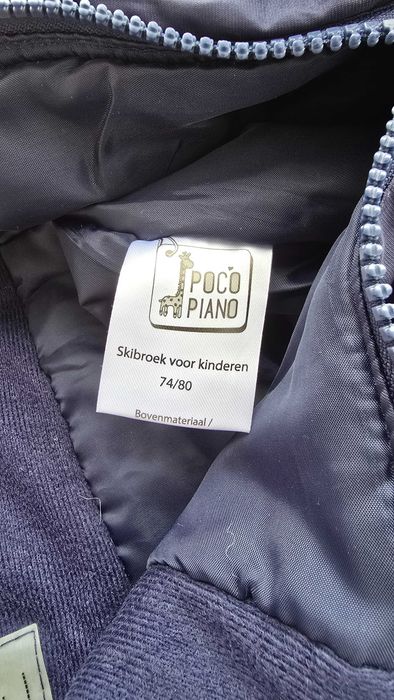 POCO
PIANO
Skibroek voor kinderen
74/80
Bovenmateriaal /